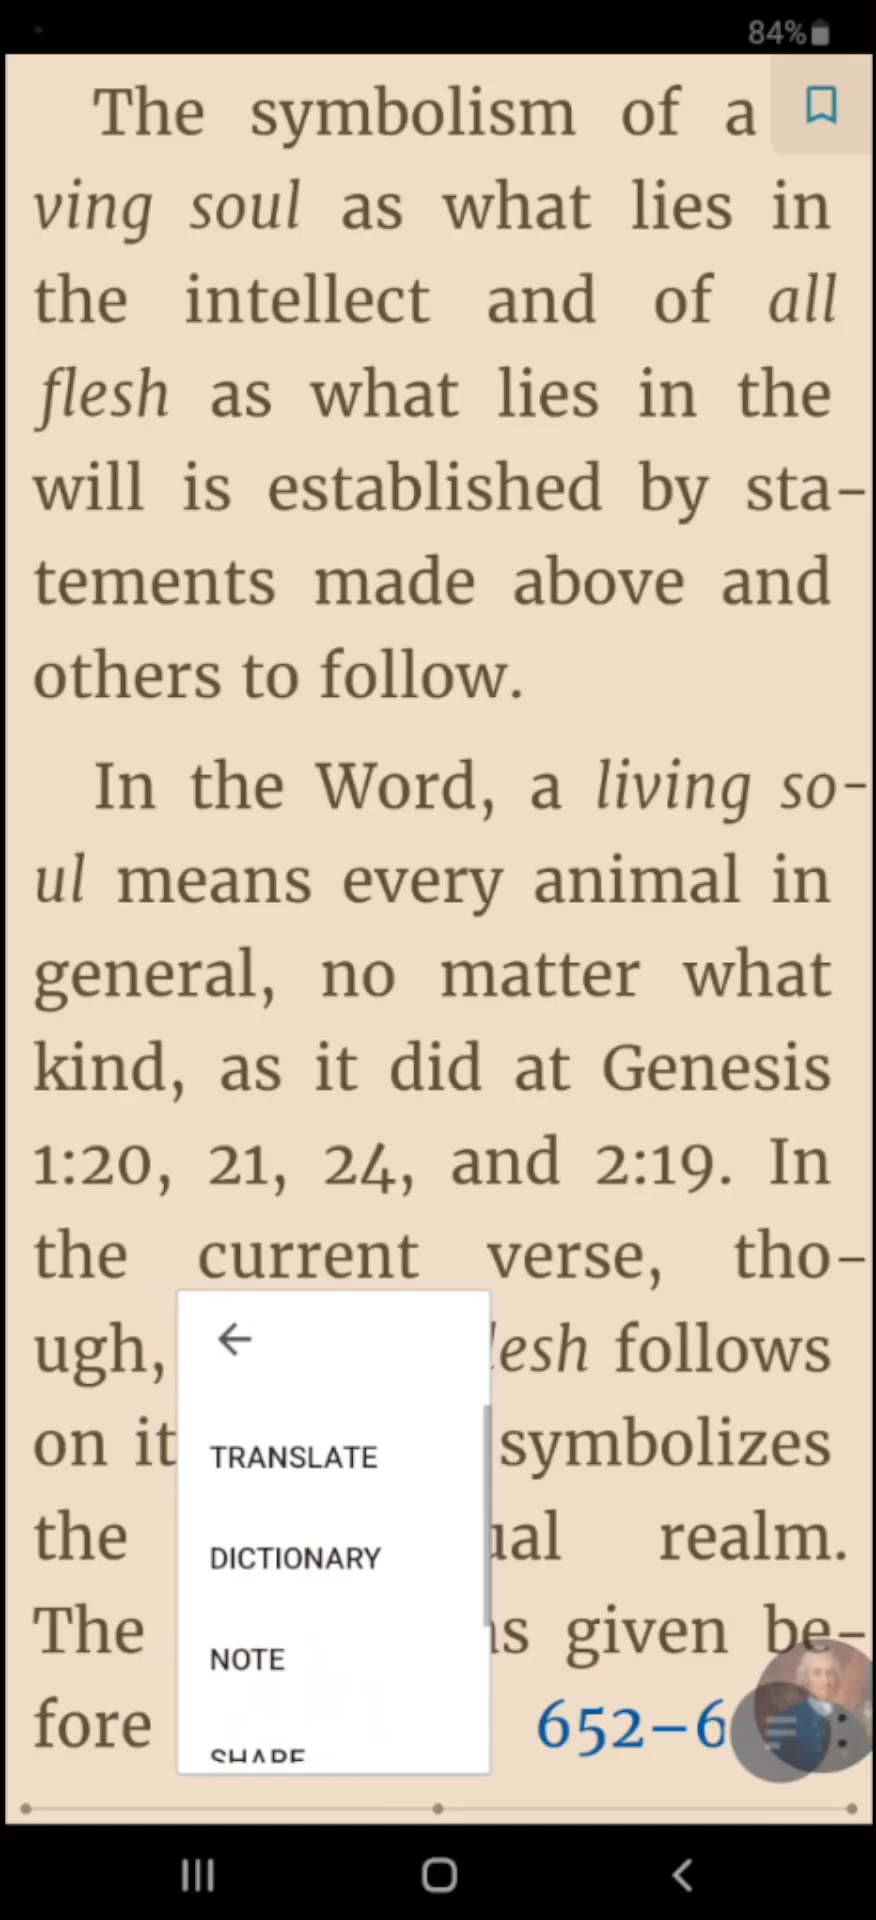 84%
The symbolism of a
ving soul as what lies in
the intellect and of all
flesh as what lies in the
will is established by sta-
tements made above and
others to follow.
In the Word, a living so-
ul means every animal in
general, no matter what
kind, as it did at Genesis
1:20, 21, 24, and 2:19. In
the current verse, tho-
ugh, lesh follows
on it symbolizes
the ual realm.
The given be-
fore 652–6
TRANSLATE
DICTIONARY
NOTE
SHARE